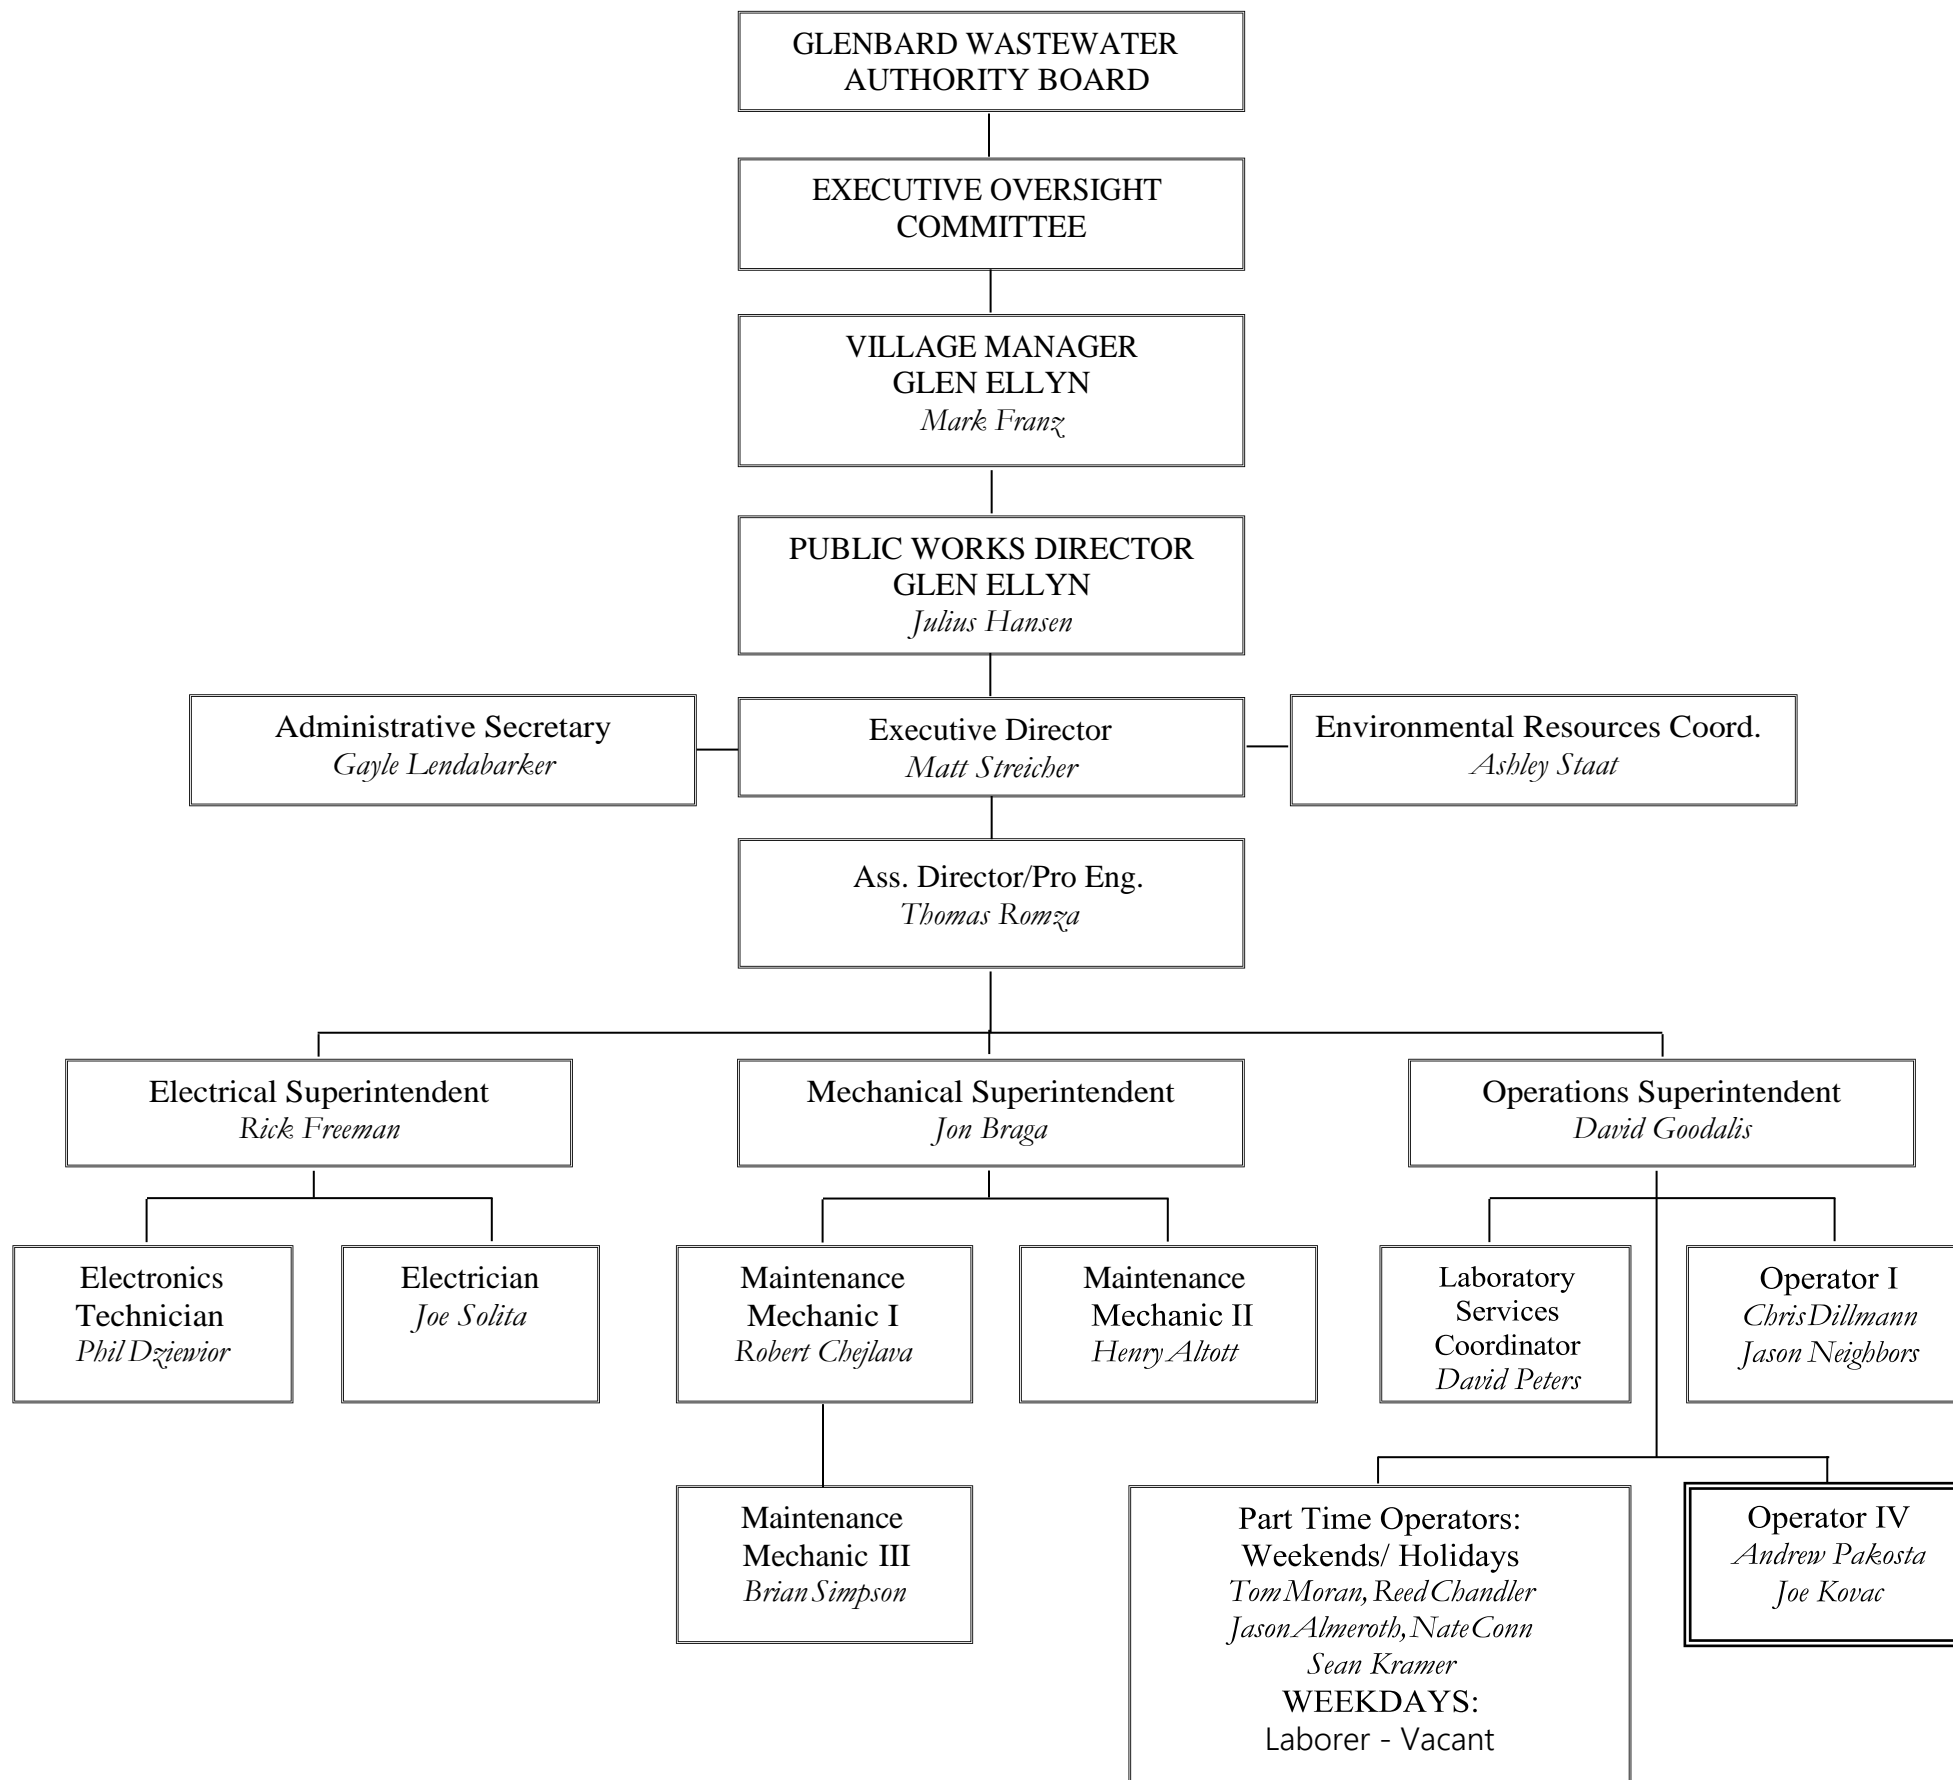 GLENBARD WASTEWATER
AUTHORITY BOARD
EXECUTIVE OVERSIGHT
COMMITTEE
VILLAGE MANAGER
GLEN ELLYN
Mark Franz
PUBLIC WORKS DIRECTOR
GLEN ELLYN
Julius Hansen
Administrative Secretary
Gayle Lendabarker
Executive Director
Matt Streicher
Environmental Resources Coord.
Ashley Staat
Ass. Director/Pro Eng.
Thomas Romza
Electrical Superintendent
Rick Freeman
Mechanical Superintendent
Jon Braga
Operations Superintendent
David Goodalis
Electronics
Technician
Phil Dziewior
Electrician
Joe Solita
Maintenance
Mechanic I
Robert Chejlava
Maintenance
Mechanic II
Henry Altott
Laboratory
Services
Coordinator
David Peters
Operator I
Chris Dillmann
Jason Neighbors
Maintenance
Mechanic III
Brian Simpson
Part Time Operators:
Weekends/ Holidays
Tom Moran, Reed Chandler
Jason Almeroth, Nate Conn
Sean Kramer
WEEKDAYS:
Laborer - Vacant
Operator IV
Andrew Pakosta
Joe Kovac